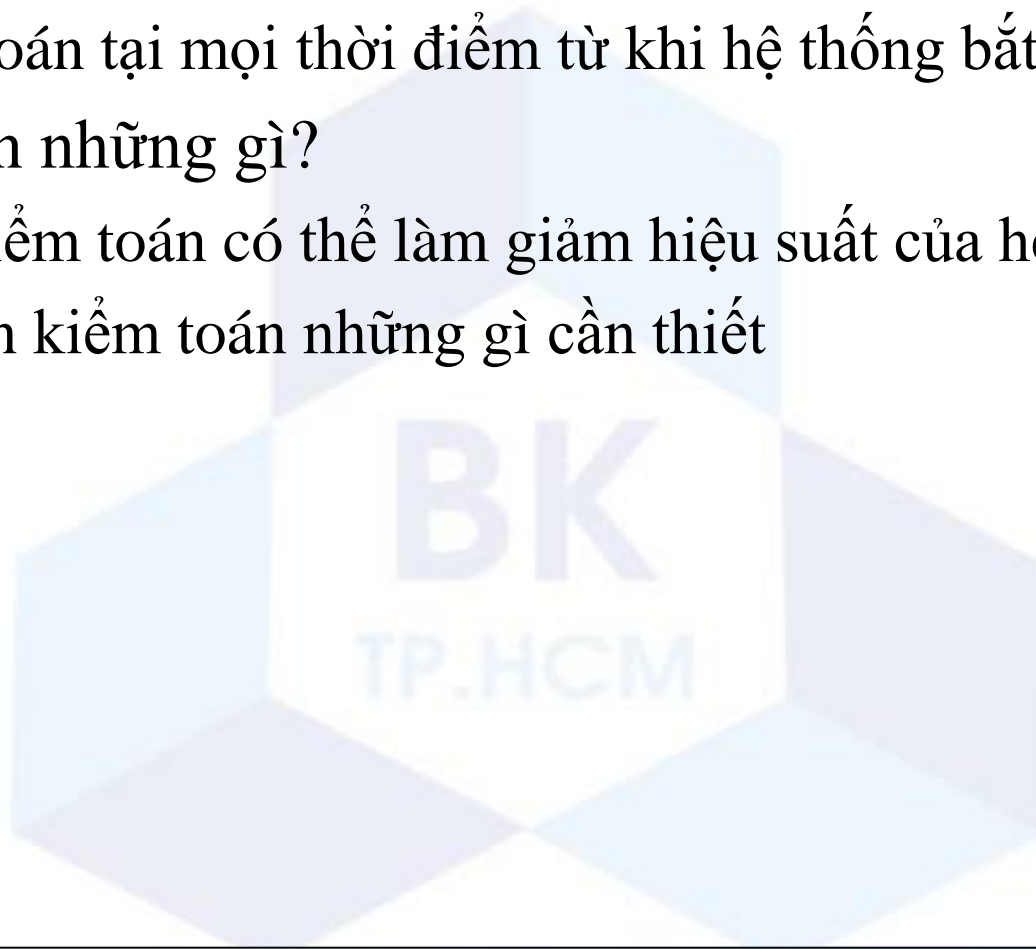 oán tại mọi thời điểm từ khi hệ thống bắt
những gì?
ểm toán có thể làm giảm hiệu suất của h
kiểm toán những gì cần thiết
BK
TP.HCM